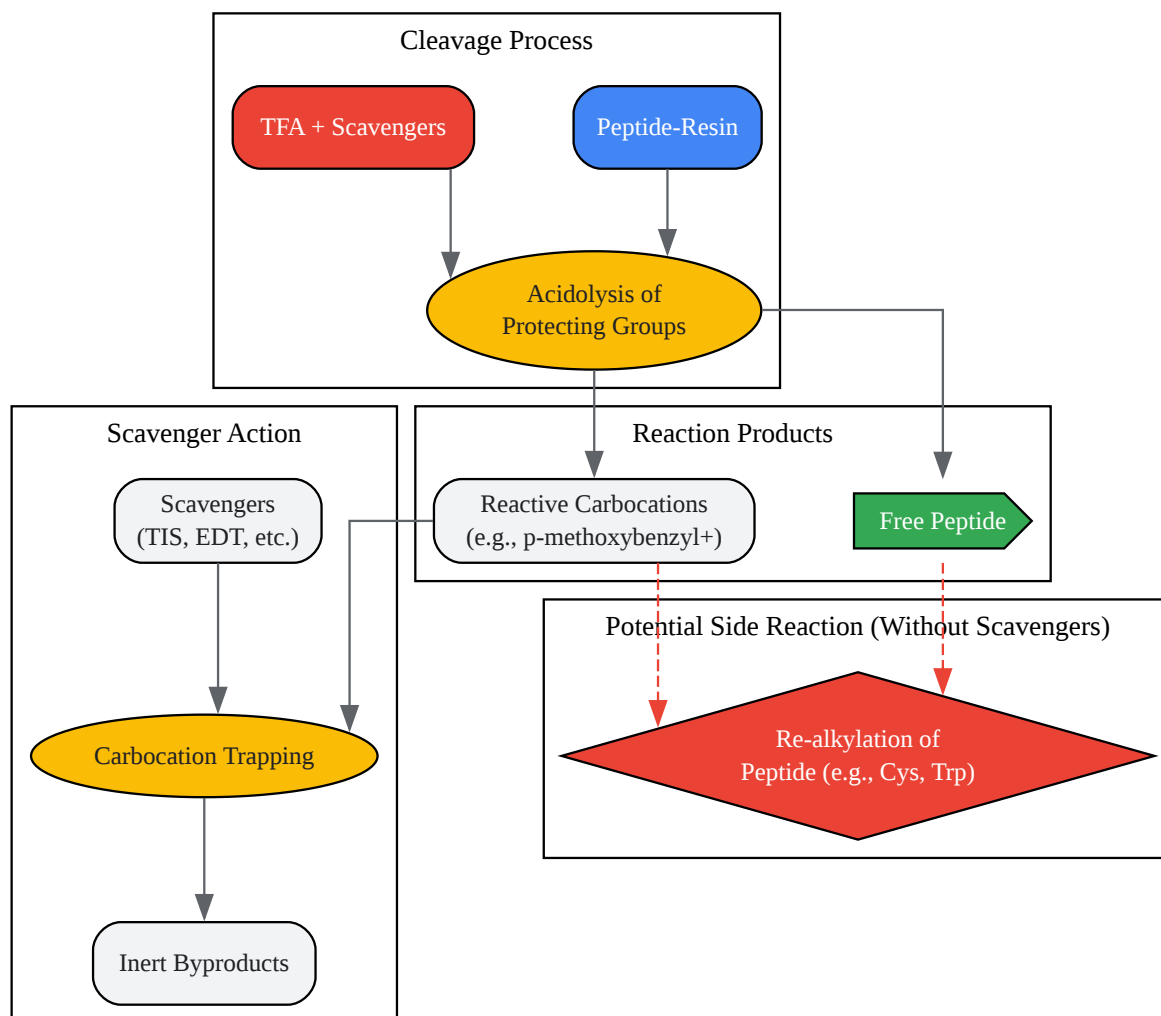 Cleavage Process
TFA + Scavengers
Peptide-Resin
Acidolysis of
Protecting Groups
Scavenger Action
Reaction Products
Scavengers
(TIS, EDT, etc.)
Reactive Carbocations
(e.g., p-methoxybenzyl+)
Free Peptide
Potential Side Reaction (Without Scavengers)
Carbocation Trapping
Re-alkylation of
Peptide (e.g., Cys, Trp)
Inert Byproducts